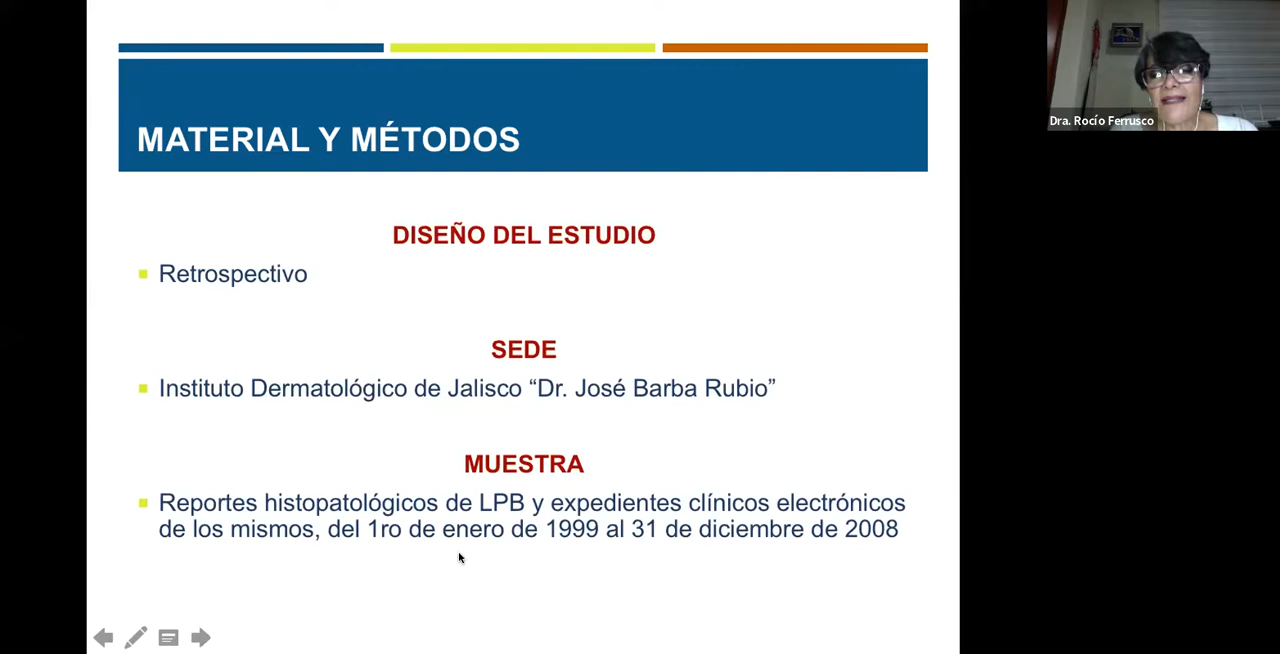 MATERIAL Y MÉTODOS
DISEÑO DEL ESTUDIO
Retrospectivo
SEDE
Instituto Dermatológico de Jalisco “Dr. José Barba Rubio”
MUESTRA
Reportes histopatológicos de LPB y expedientes clínicos electrónicos
de los mismos, del 1ro de enero de 1999 al 31 de diciembre de 2008
Dra. Rocío Ferrusco